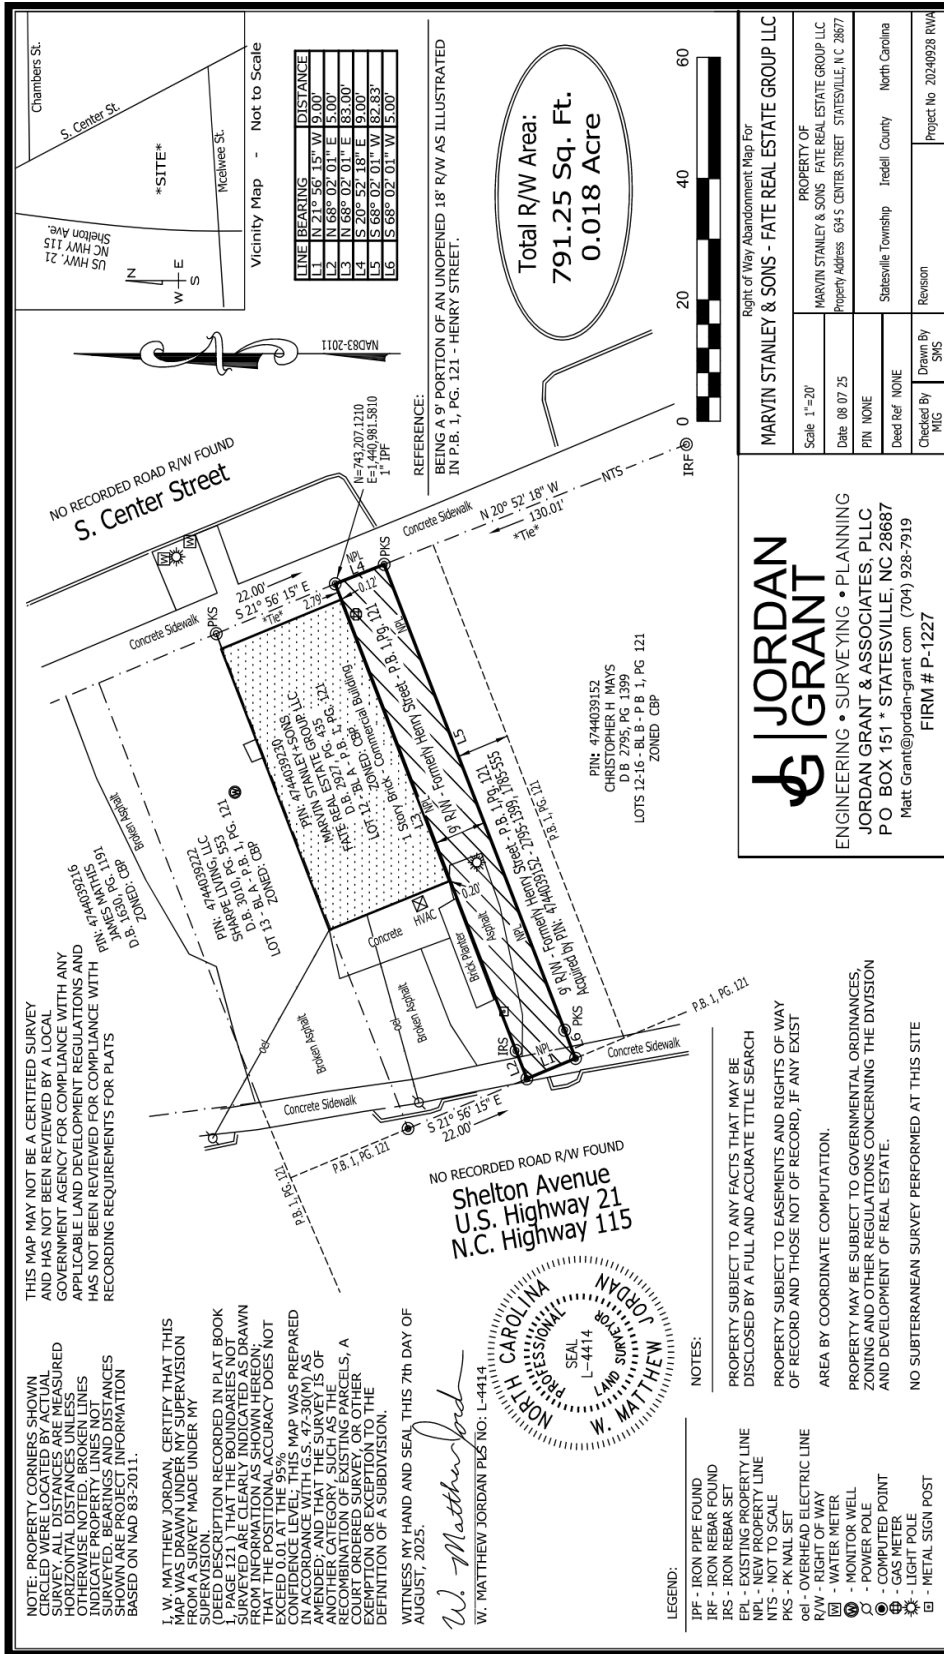 NOTE: PROPERTY CORNERS SHOWN
CIRCLED WERE LOCATED BY ACTUAL
SURVEY. ALL DISTANCES ARE MEASURED
HORIZONTAL DISTANCES UNLESS
OTHERWISE NOTED. BROKEN LINES
INDICATE PROPERTY LINES NOT
SURVEYED. BEARINGS AND DISTANCES
SHOWN ARE PROJECT INFORMATION
BASED ON NAD 83-2011.
THIS MAP MAY NOT BE A CERTIFIED SURVEY
AND HAS NOT BEEN REVIEWED BY A LOCAL
GOVERNMENT AGENCY FOR COMPLIANCE WITH ANY
APPLICABLE LAND DEVELOPMENT REGULATIONS AND
HAS NOT BEEN REVIEWED FOR COMPLIANCE WITH
RECORDING REQUIREMENTS FOR PLATS
I, W. MATTHEW JORDAN, CERTIFY THAT THIS
MAP WAS DRAWN UNDER MY SUPERVISION
FROM A SURVEY MADE UNDER MY
SUPERVISION.
(DEED DESCRIPTION RECORDED IN PLAT BOOK
1, PAGE 121 ) THAT THE BOUNDARIES NOT
SURVEYED ARE CLEARLY INDICATED AS DRAWN
FROM INFORMATION AS SHOWN HEREON;
THAT THE POSITIONAL ACCURACY DOES NOT
EXCEED 0.01 AT THE 95%
CONFIDENCE LEVEL, THIS MAP WAS PREPARED
IN ACCORDANCE WITH G.S. 47-30(M) AS
AMENDED; AND THAT THE SURVEY IS OF
ANOTHER CATEGORY, SUCH AS THE
RECOMBINATION OF EXISTING PARCELS, A
COURT ORDERED SURVEY, OR OTHER
EXEMPTION OR EXCEPTION TO THE
DEFINITION OF A SUBDIVISION.
WITNESS MY HAND AND SEAL THIS 7th DAY OF
AUGUST, 2025.
W. Matthew Jordan
W. MATTHEW JORDAN PLS NO: L-4414
NORTH CAROLINA
PROFESSIONAL
SEAL
L-4414
LAND SURVEYOR
W. MATTHEW JORDAN
LEGEND:
IPF - IRON PIPE FOUND
IRF - IRON REBAR FOUND
IRS - IRON REBAR SET
EPL - EXISTING PROPERTY LINE
NPL - NEW PROPERTY LINE
NTS - NOT TO SCALE
PKS - PK NAIL SET
oel - OVERHEAD ELECTRIC LINE
R/W - RIGHT OF WAY
W - WATER METER
W - MONITOR WELL
- POWER POLE
- COMPUTED POINT
- GAS METER
- LIGHT POLE
- METAL SIGN POST
NOTES:
PROPERTY SUBJECT TO ANY FACTS THAT MAY BE
DISCLOSED BY A FULL AND ACCURATE TITLE SEARCH
PROPERTY SUBJECT TO EASEMENTS AND RIGHTS OF WAY
OF RECORD AND THOSE NOT OF RECORD, IF ANY EXIST
AREA BY COORDINATE COMPUTATION.
PROPERTY MAY BE SUBJECT TO GOVERNMENTAL ORDINANCES,
ZONING AND OTHER REGULATIONS CONCERNING THE DIVISION
AND DEVELOPMENT OF REAL ESTATE.
NO SUBTERRANEAN SURVEY PERFORMED AT THIS SITE
NO RECORDED ROAD R/W FOUND
Shelton Avenue
U.S. Highway 21
N.C. Highway 115
P.B. 1, PG. 121
P.B. 1, PG. 121
S 21° 56' 15" E
22.00'
Concrete Sidewalk
Concrete Sidewalk
L2
IRS
NPL
L1
L6
PKS
P.B. 1, PG. 121
oel
Broken Asphalt
oel
Broken Asphalt
Concrete
HVAC
Brick Planter
Asphalt
0.20'
PIN: 4744039216
JAMES MATHIS
D.B. 1630, PG. 1191
ZONED: CBP
Broken Asphalt
PIN: 4744039222
SHARPE LIVING, LLC
D.B. 3010, PG. 553
LOT 13 - BL A - P.B. 1, PG. 121
ZONED: CBP
W
PIN: 4744039230
MARVIN STANLEY+SONS
FATE REAL ESTATE GROUP LLC
D.B. 2927, PG. 435
LOT 12 - BL A - P.B. 1, PG. 121
ZONED: CBP
1 Story Brick Commercial Building
L3
NPL
9' R/W - Formerly Henry Street - P.B. 1,Pg. 121
NPL
L5
NPL
9' R/W - Formerly Henry Street, P.B. 1,Pg. 121
Acquired by PIN: 4744039152, 2795-1399, 1785-555
P.B. 1, PG. 121
PIN: 4744039152
CHRISTOPHER H MAYS
D B 2795, PG 1399
LOTS 12-16 - BL B - P B 1, PG 121
ZONED CBP
NO RECORDED ROAD R/W FOUND
S. Center Street
W
W
PKS
Concrete Sidewalk
22.00'
S 21° 56' 15" E
*Tie*
2.79'
NPL
L4
0.12'
PKS
N=743,207.1210
E=1,440,981.5810
1" IPF
Concrete Sidewalk
N 20° 52' 18" W
130.01'
*Tie*
NTS
IRF
US HWY. 21
NC HWY 115
Shelton Ave.
Chambers St.
S. Center St.
*SITE*
Mcelwee St.
N
W
E
S
Vicinity Map - Not to Scale
NAD83-2011
LINE BEARING DISTANCE
L1 N 21° 56' 15" W 9.00'
L2 N 68° 02' 01" E 5.00'
L3 N 68° 02' 01" E 83.00'
L4 S 20° 52' 18" E 9.00'
L5 S 68° 02' 01" W 82.83'
L6 S 68° 02' 01" W 5.00'
REFERENCE:
BEING A 9' PORTION OF AN UNOPENED 18' R/W AS ILLUSTRATED
IN P.B. 1, PG. 121 - HENRY STREET.
Total R/W Area:
791.25 Sq. Ft.
0.018 Acre
0 20 40 60
JG JORDAN
GRANT
ENGINEERING • SURVEYING • PLANNING
JORDAN GRANT & ASSOCIATES, PLLC
P O BOX 151 * STATESVILLE, NC 28687
Matt Grant@jordan-grant com (704) 928-7919
FIRM # P-1227
Right of Way Abandonment Map For
MARVIN STANLEY & SONS - FATE REAL ESTATE GROUP LLC
Scale 1"=20'
Date 08 07 25
PIN NONE
Deed Ref NONE
Checked By
MIG
Drawn By
SMS
PROPERTY OF
MARVIN STANLEY & SONS FATE REAL ESTATE GROUP LLC
Property Address 634 S CENTER STREET STATESVILLE, N C 28677
Statesville Township Iredell County North Carolina
Revision
Project No 20240928 RWA